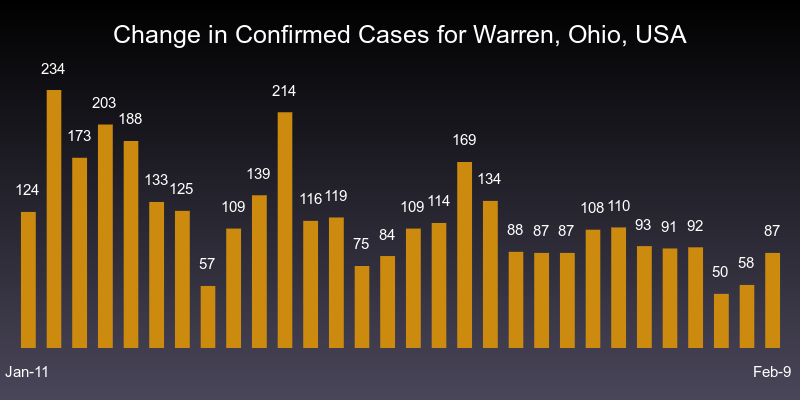 Change in Confirmed Cases for Warren, Ohio, USA
124 234 173 203 188 133 125 57 109 139 214 116 119 75 84 109 114 169 134 88 87 87 108 110 93 91 92 50 58 87
Jan-11 Feb-9